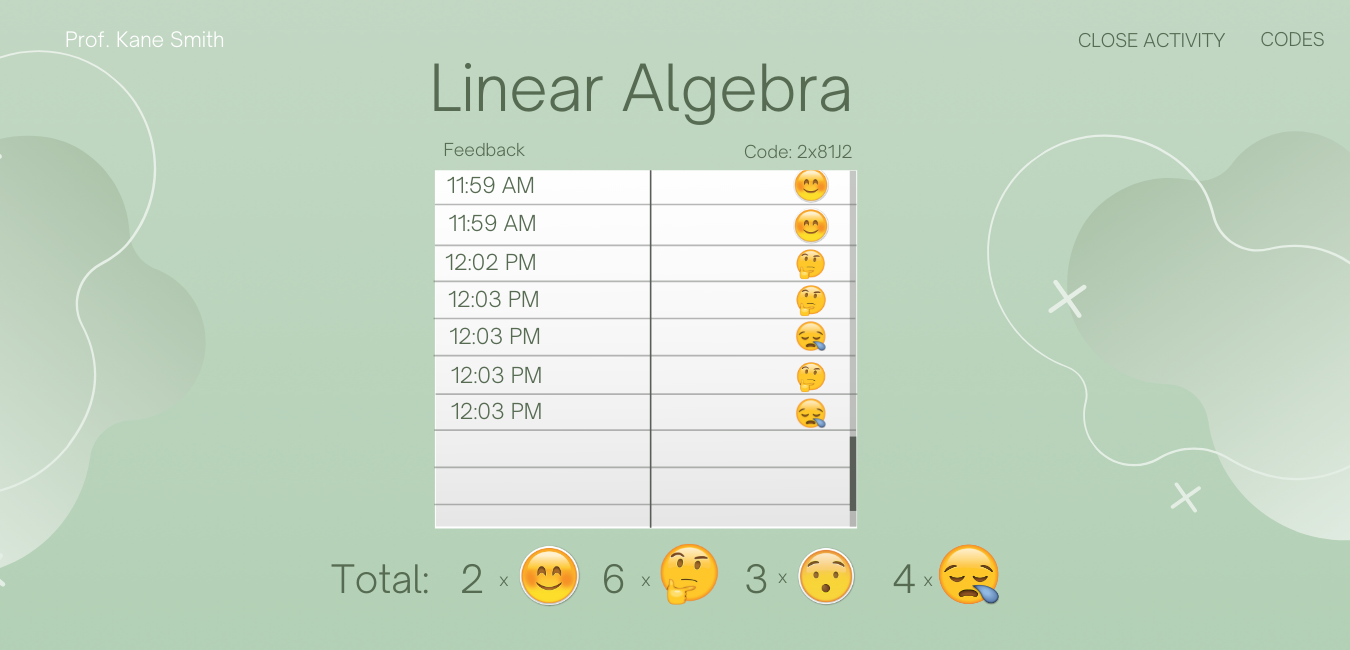 Prof. Kane Smith CLOSE ACTIVITY CODES
Linear Algebra
Feedback Code: 2x81J2
11:59 AM
11:59 AM
12:02 PM
12:03 PM
12:03 PM
12:03 PM
12:03 PM
Total: 2 x 6 x 3 x 4 x